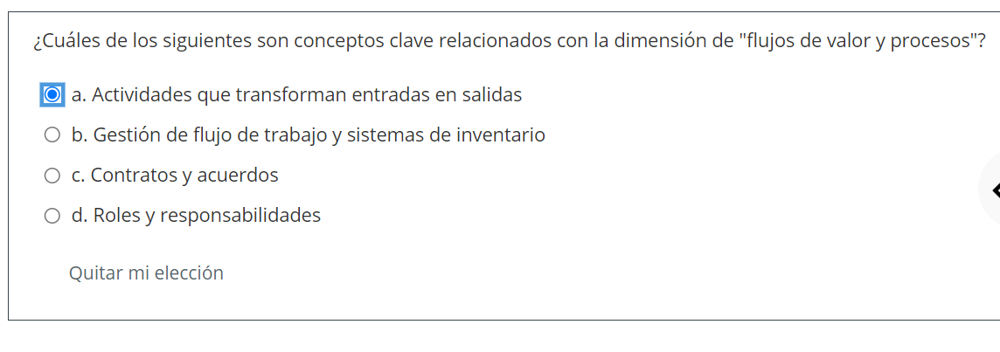 ¿Cuáles de los siguientes son conceptos clave relacionados con la dimensión de "flujos de valor y procesos"?
a. Actividades que transforman entradas en salidas
b. Gestión de flujo de trabajo y sistemas de inventario
c. Contratos y acuerdos
d. Roles y responsabilidades
Quitar mi elección